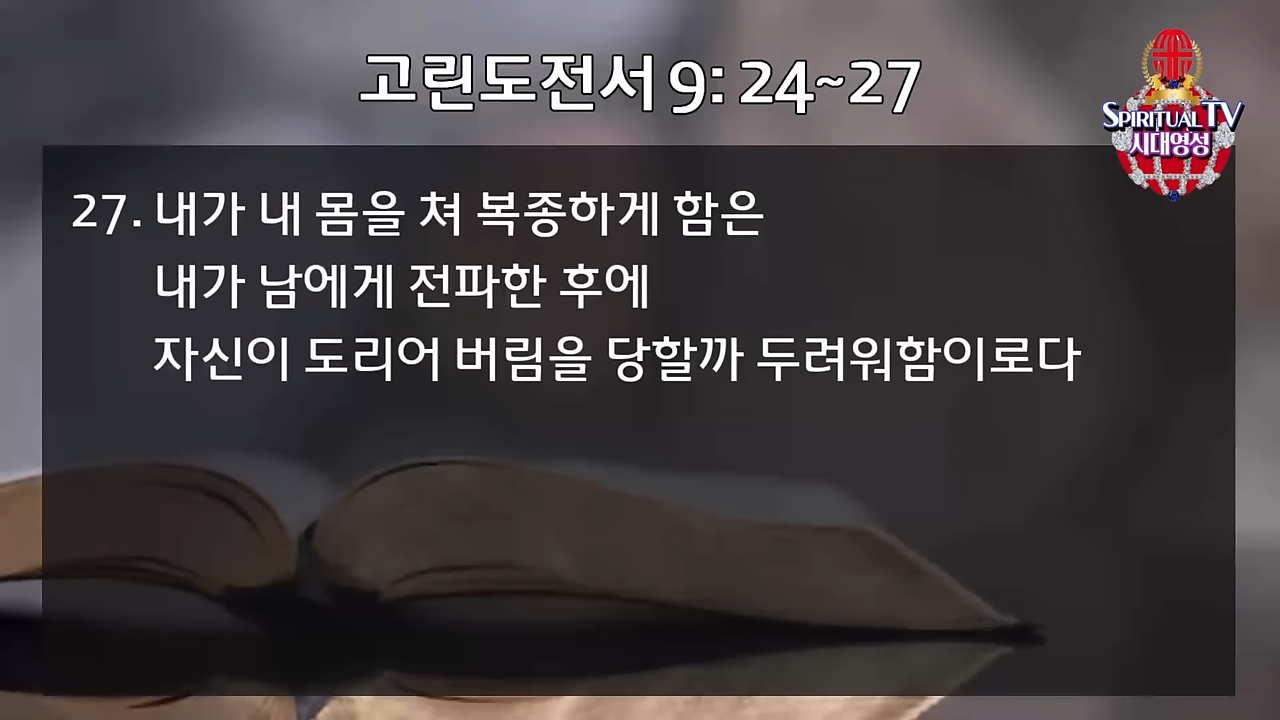 고린도전서 9: 24~27
SPIRITUAL TV
시대영성
27. 내가 내 몸을 쳐 복종하게 함은
내가 남에게 전파한 후에
자신이 도리어 버림을 당할까 두려워함이로다